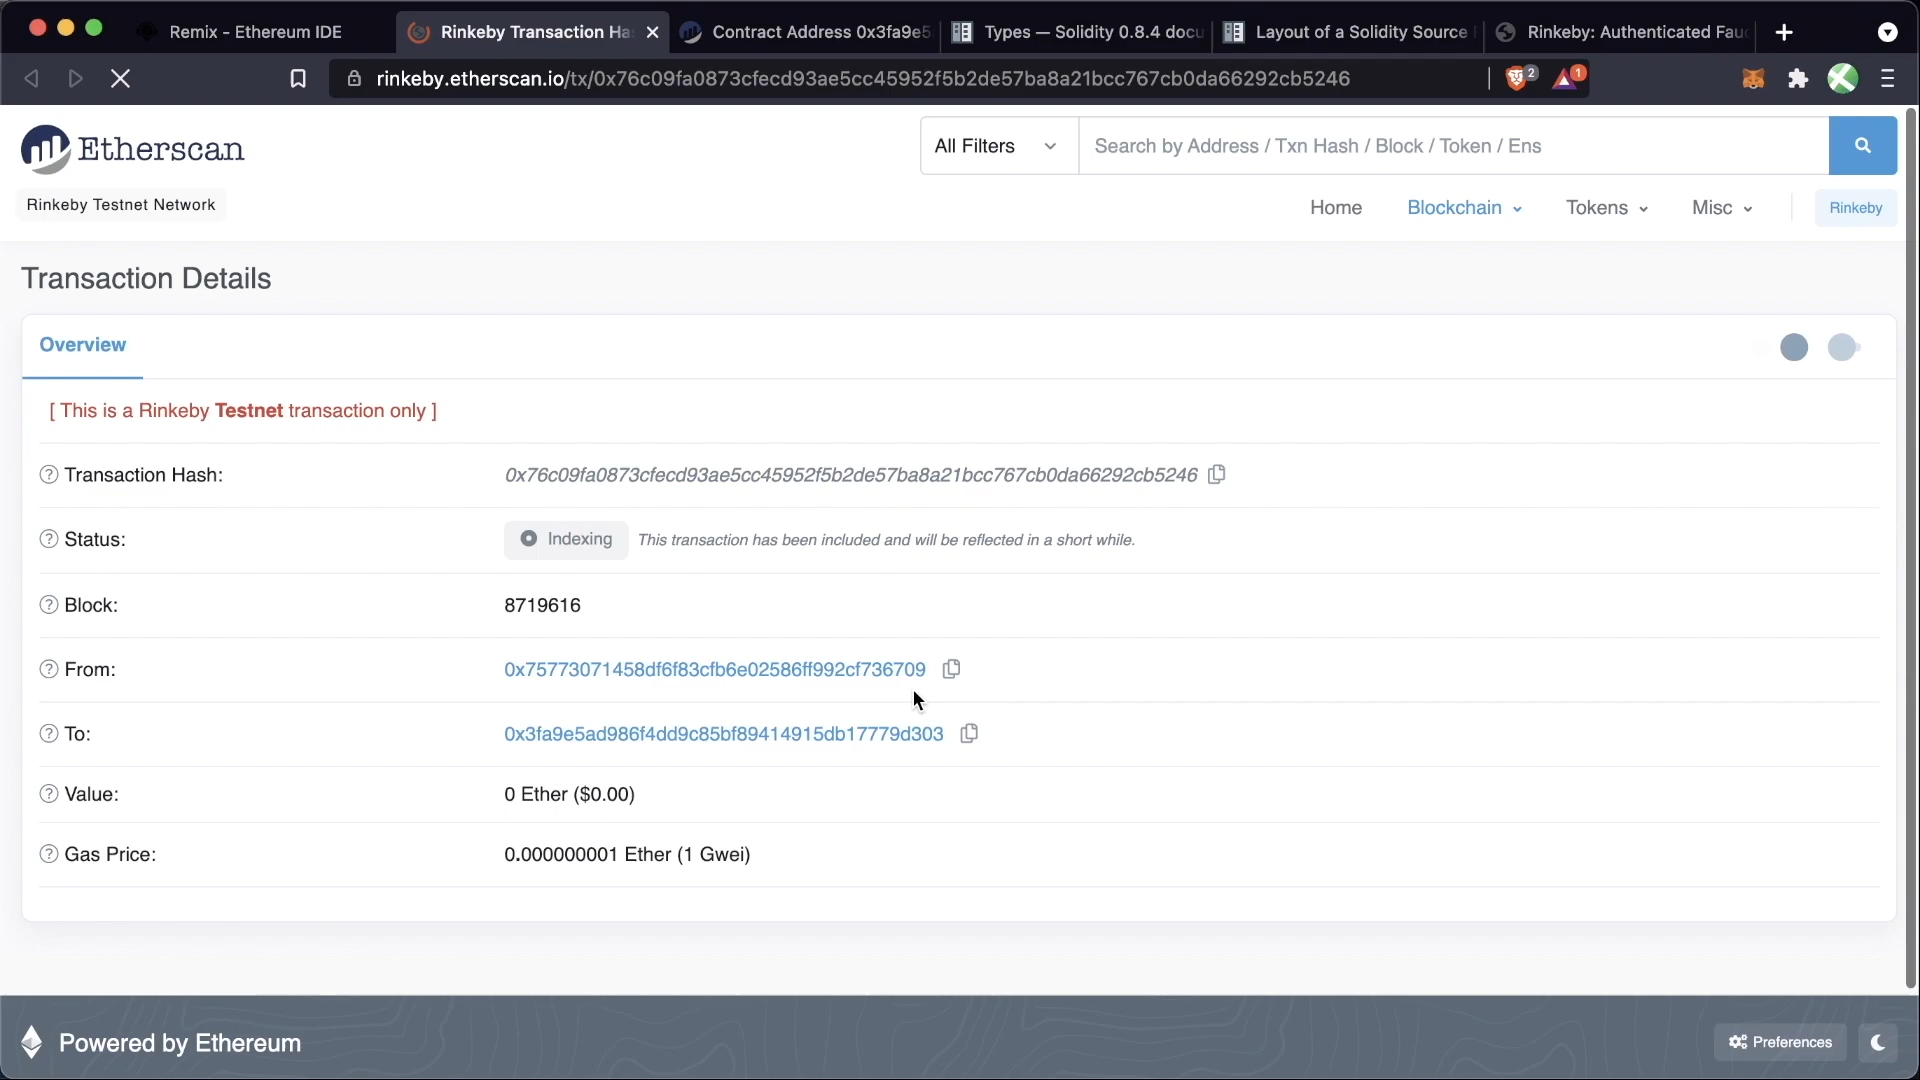 Remix - Ethereum IDE
Rinkeby Transaction Ha
Contract Address 0x3fa9e5
Types — Solidity 0.8.4 docu
Layout of a Solidity Source
Rinkeby: Authenticated Fau
rinkeby.etherscan.io/tx/0x76c09fa0873cfecd93ae5cc45952f5b2de57ba8a21bcc767cb0da66292cb5246
2
1
Etherscan
All Filters
Search by Address / Txn Hash / Block / Token / Ens
Rinkeby Testnet Network
Home
Blockchain
Tokens
Misc
Rinkeby
Transaction Details
Overview
[ This is a Rinkeby Testnet transaction only ]
Transaction Hash:
0x76c09fa0873cfecd93ae5cc45952f5b2de57ba8a21bcc767cb0da66292cb5246
Status:
Indexing
This transaction has been included and will be reflected in a short while.
Block:
8719616
From:
0x75773071458df6f83cfb6e02586ff992cf736709
To:
0x3fa9e5ad986f4dd9c85bf89414915db17779d303
Value:
0 Ether ($0.00)
Gas Price:
0.000000001 Ether (1 Gwei)
Powered by Ethereum
Preferences